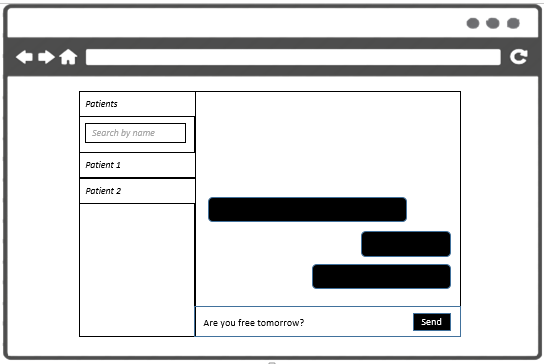 Patients
Search by name
Patient 1
Patient 2
Are you free tomorrow?
Send